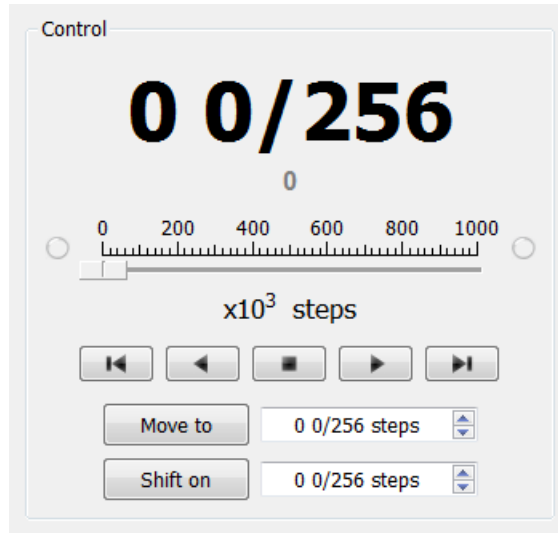 Control
0 0/256
0
0 200 400 600 800 1000
x10³ steps
Move to 0 0/256 steps
Shift on 0 0/256 steps